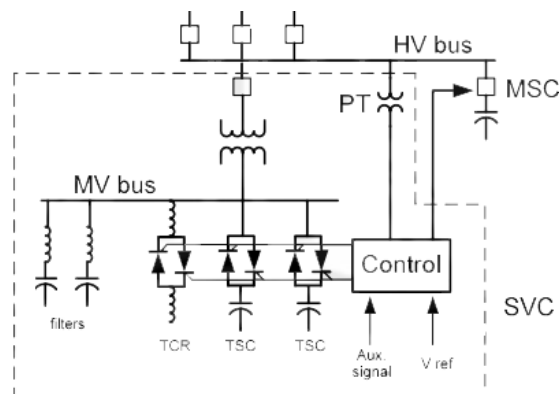 HV bus
MSC
PT
MV bus
Control
SVC
filters
TCR
TSC
TSC
Aux.
signal
V ref